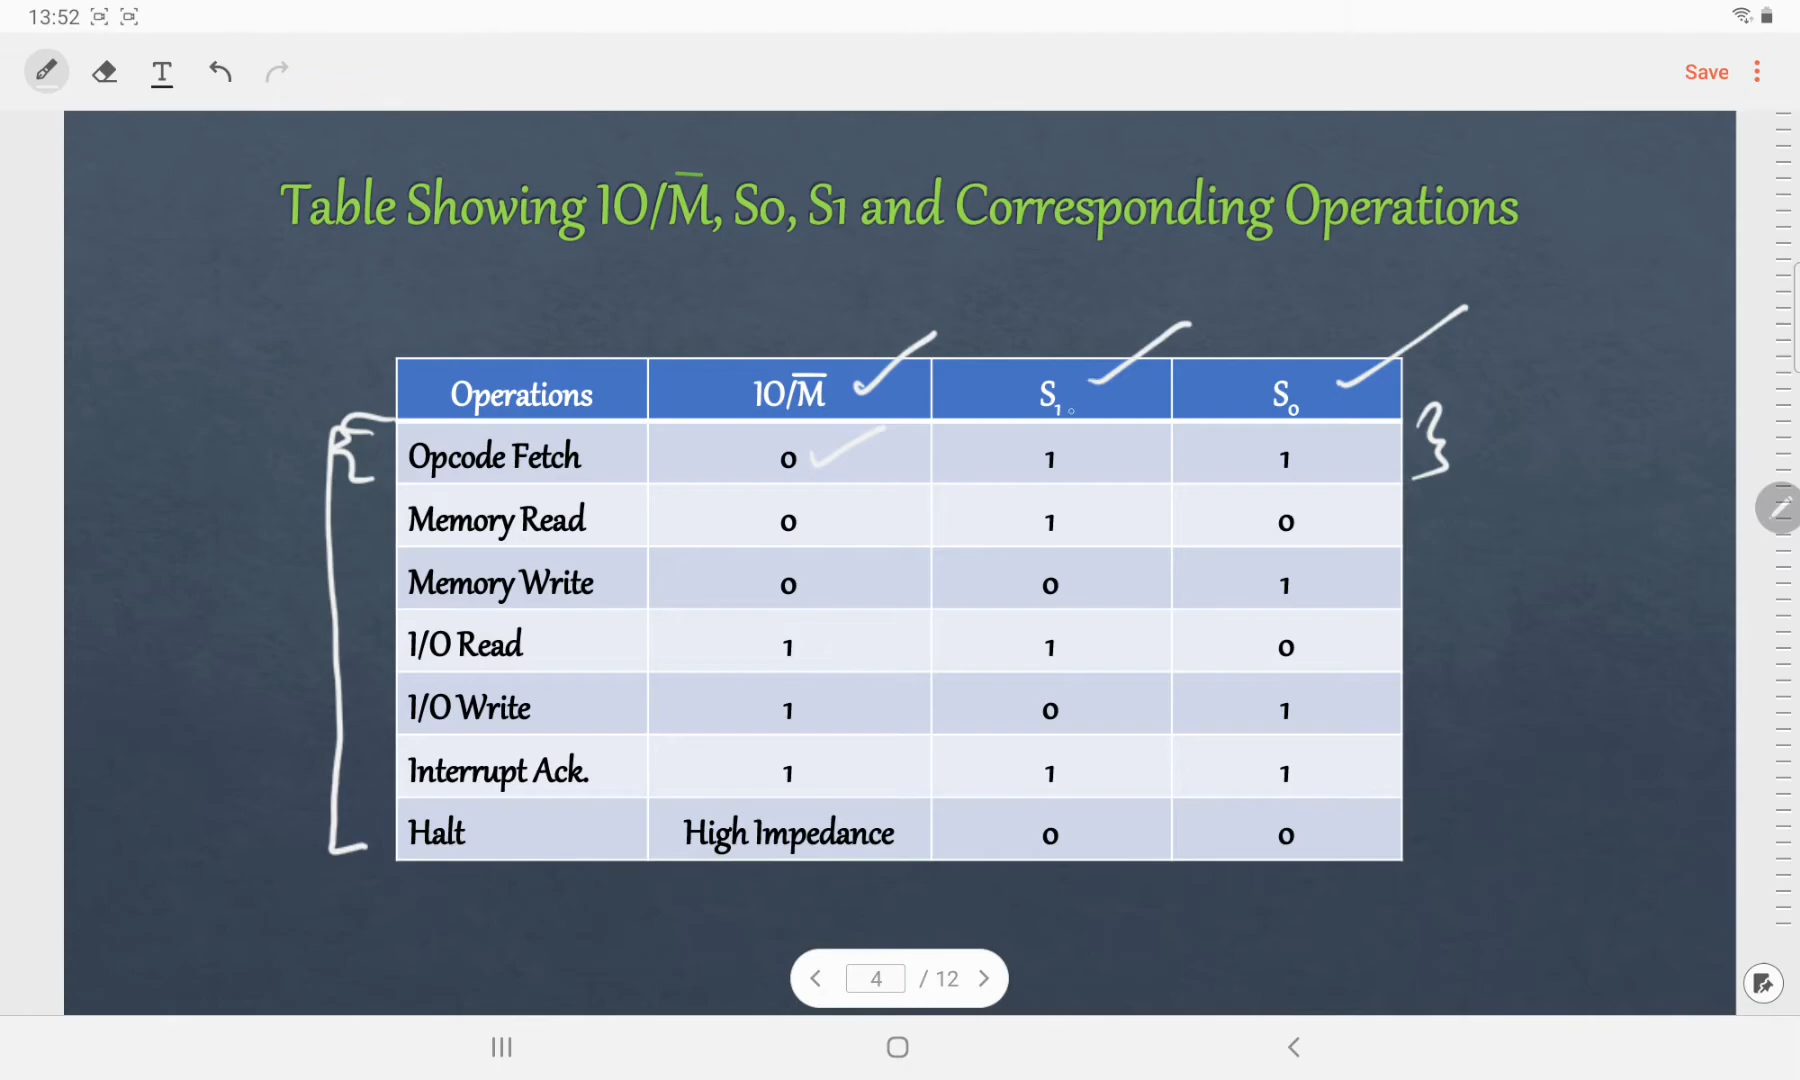 13:52
T
Save
Table Showing IO/M̅, S0, S1 and Corresponding Operations
Operations IO/M̅ S₁ S₀
Opcode Fetch 0 1 1
Memory Read 0 1 0
Memory Write 0 0 1
I/O Read 1 1 0
I/O Write 1 0 1
Interrupt Ack. 1 1 1
Halt High Impedance 0 0
4 / 12